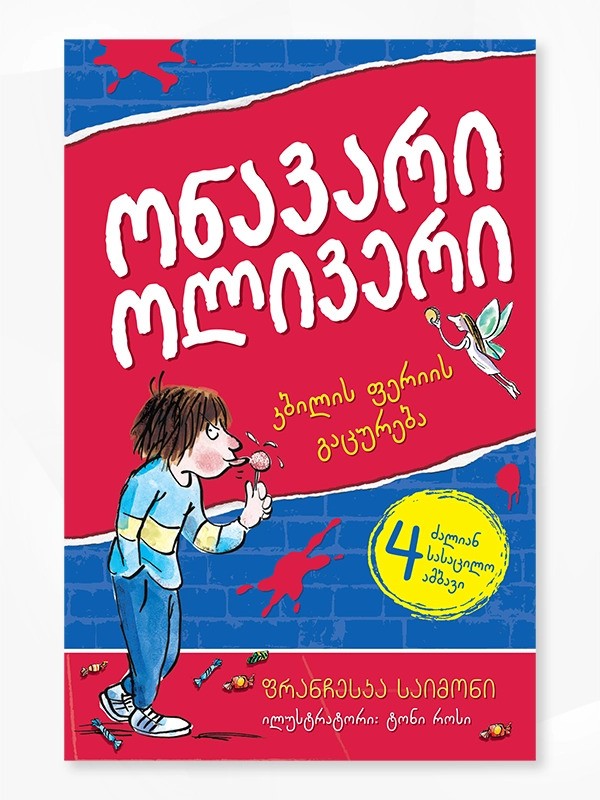 ონავარი
ოლივერი
კბილის ფერიის
გაცურება
4 ძალიან
სასაცილო
ამბავი
ფრანჩესკა საიმონი
ილუსტრატორი: ტონი როსი